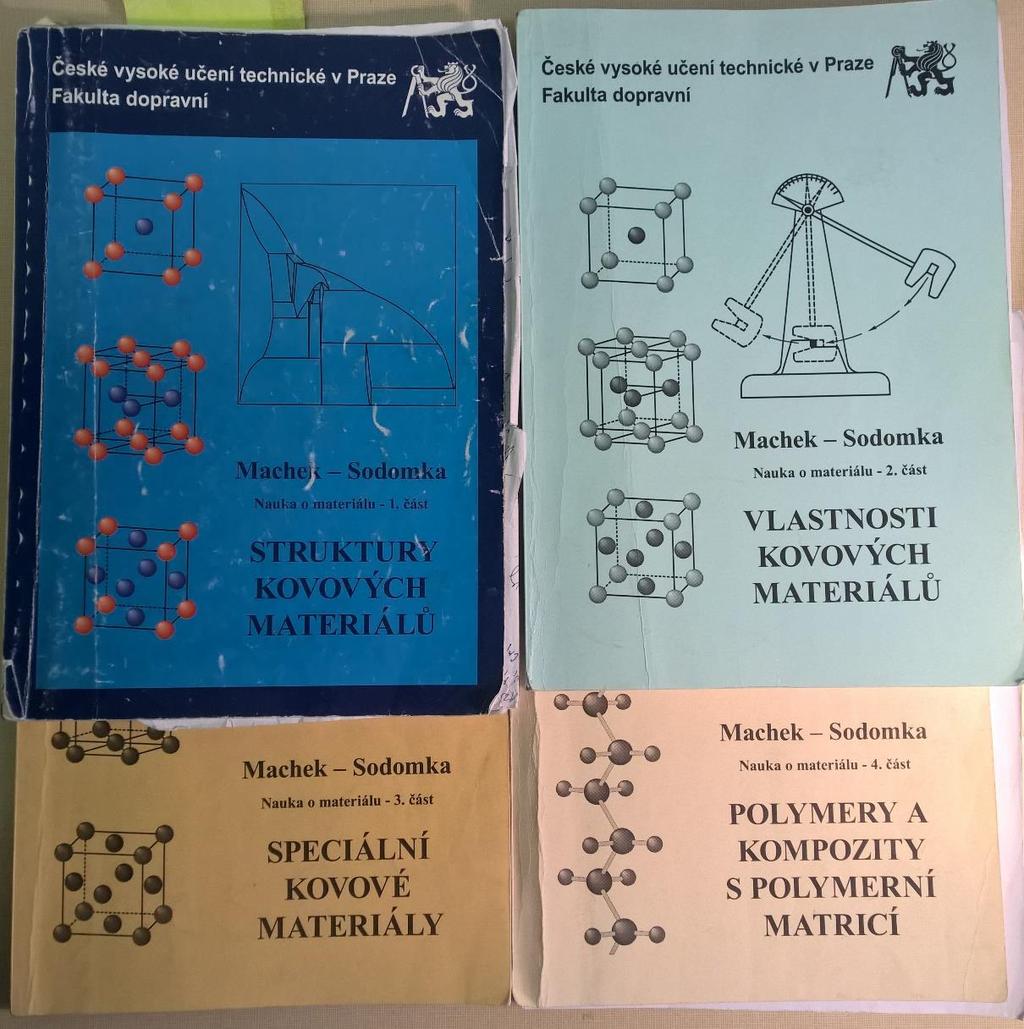 České vysoké učení technické v Praze
Fakulta dopravní
Machek – Sodomka
Nauka o materiálu - 1. část
STRUKTURY
KOVOVÝCH
MATERIÁLŮ
České vysoké učení technické v Praze
Fakulta dopravní
Machek – Sodomka
Nauka o materiálu - 2. část
VLASTNOSTI
KOVOVÝCH
MATERIÁLŮ
Machek – Sodomka
Nauka o materiálu - 3. část
SPECIÁLNÍ
KOVOVÉ
MATERIÁLY
Machek – Sodomka
Nauka o materiálu - 4. část
POLYMERY A
KOMPOZITY
S POLYMERNÍ
MATRICÍ